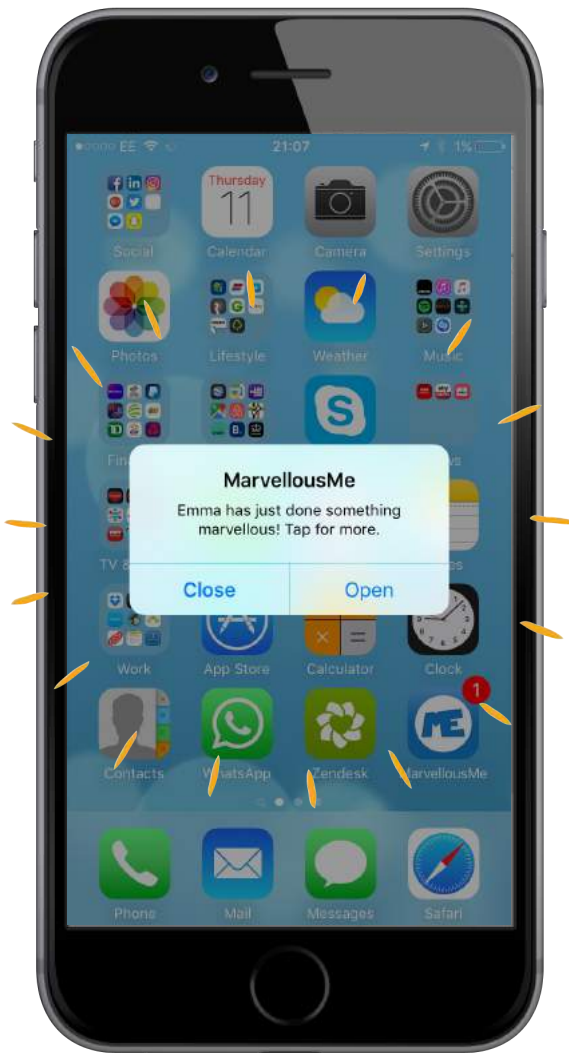 EE 21:07 1%
Thursday
11
Social Calendar Camera Settings
Photos Lifestyle Weather Music
S
MarvellousMe
Emma has just done something
marvellous! Tap for more.
Close Open
Work App Store Calculator Clock
1
ME
Contacts WhatsApp Zendesk MarvellousMe
Phone Mail Messages Safari